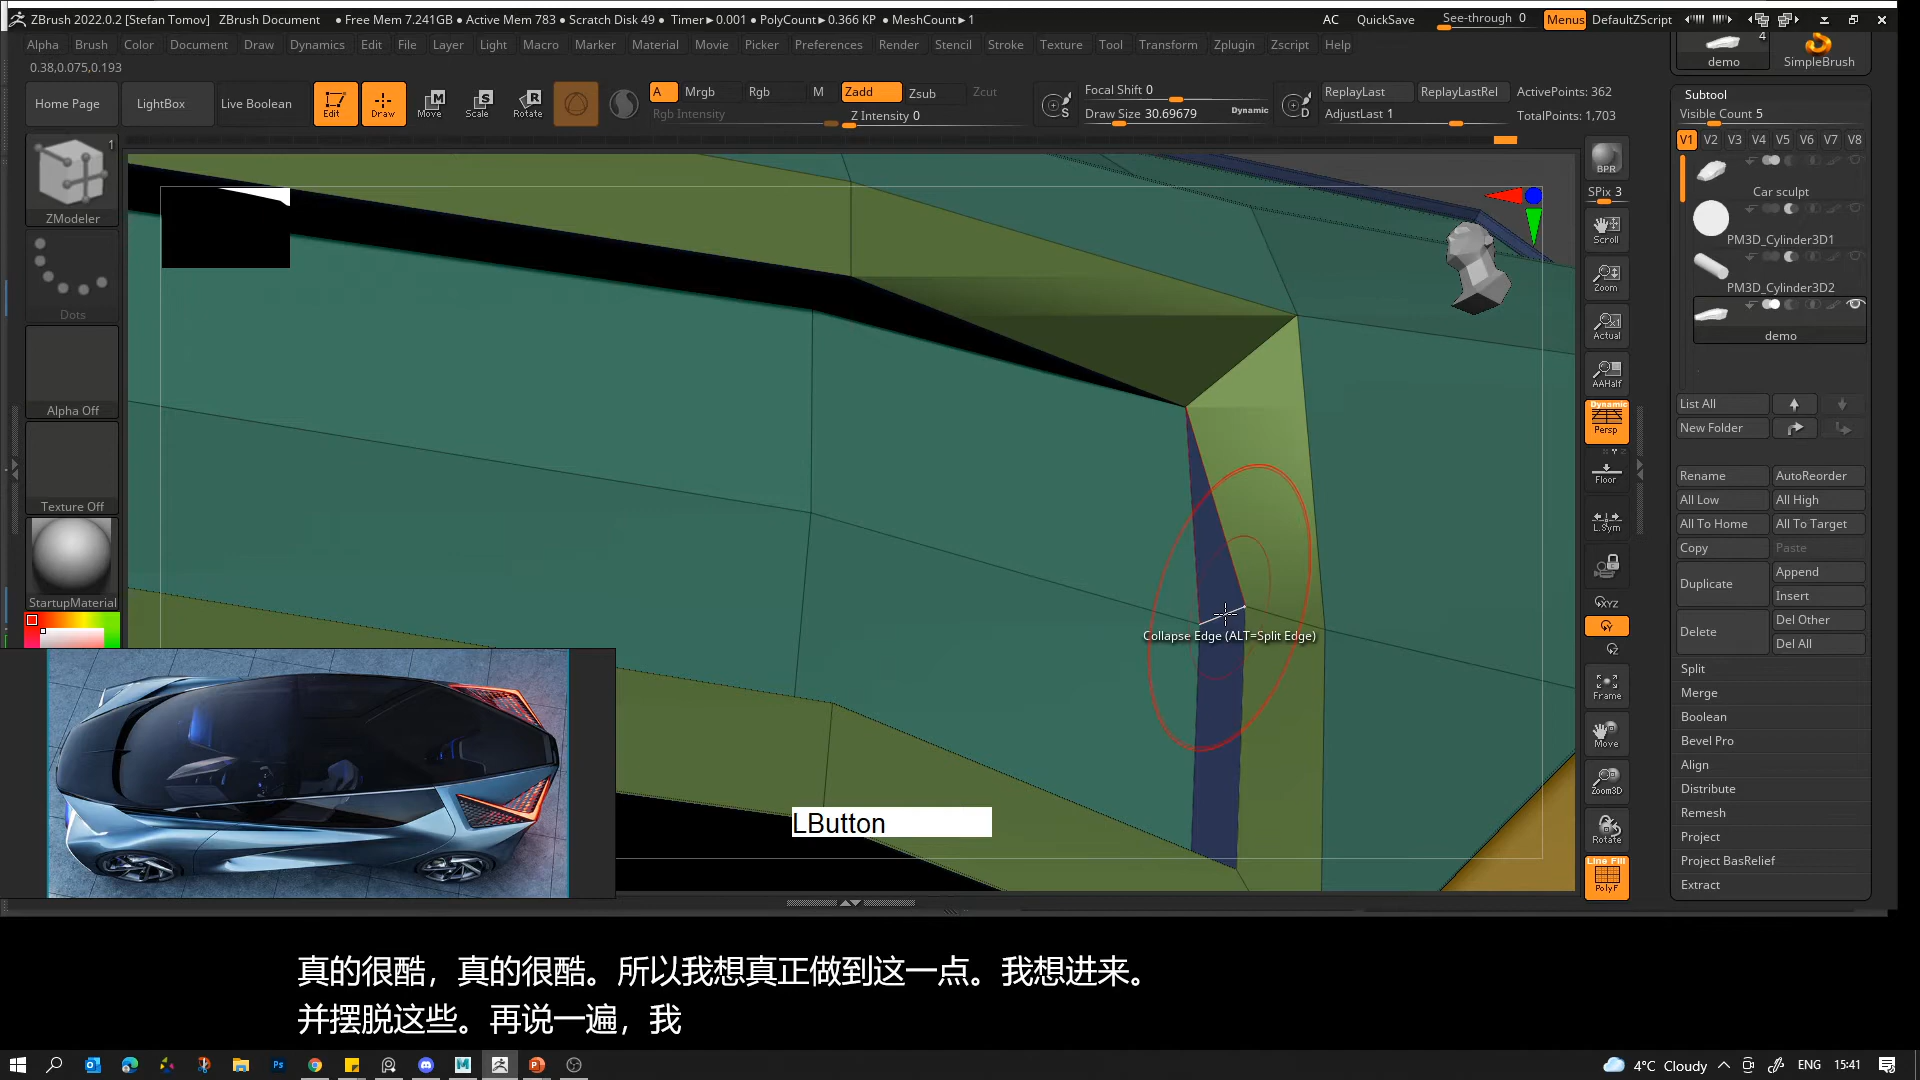 ZBrush 2022.0.2 [Stefan Tomov] ZBrush Document ● Free Mem 7.241GB ● Active Mem 783 ● Scratch Disk 49 ● Timer►0.001 ● PolyCount►0.366 KP ● MeshCount►1 AC QuickSave See-through 0 Menus DefaultZScript
Alpha Brush Color Document Draw Dynamics Edit File Layer Light Macro Marker Material Movie Picker Preferences Render Stencil Stroke Texture Tool Transform Zplugin Zscript Help
0.38,0.075,0.193
Home Page LightBox Live Boolean Edit Draw Move Scale Rotate A Mrgb Rgb M Zadd Zsub Zcut
Rgb Intensity Z Intensity 0
S Focal Shift 0
Draw Size 30.69679 Dynamic
D ReplayLast ReplayLastRel ActivePoints: 362
AdjustLast 1 TotalPoints: 1,703
1
ZModeler
Dots
Alpha Off
Texture Off
StartupMaterial
Collapse Edge (ALT=Split Edge)
LButton
BPR
SPix 3
Scroll
Zoom
Actual
AAHalf
Dynamic
Persp
Floor
L.Sym
XYZ
Y
Z
Frame
Move
Zoom3D
Rotate
Line Fill
PolyF
4
demo SimpleBrush
Subtool
Visible Count 5
V1 V2 V3 V4 V5 V6 V7 V8
Car sculpt
PM3D_Cylinder3D1
PM3D_Cylinder3D2
demo
List All
New Folder
Rename AutoReorder
All Low All High
All To Home All To Target
Copy Paste
Duplicate Append
Insert
Delete Del Other
Del All
Split
Merge
Boolean
Bevel Pro
Align
Distribute
Remesh
Project
Project BasRelief
Extract
真的很酷，真的很酷。所以我想真正做到这一点。我想进来。
并摆脱这些。再说一遍，我
4°C Cloudy ENG 15:41